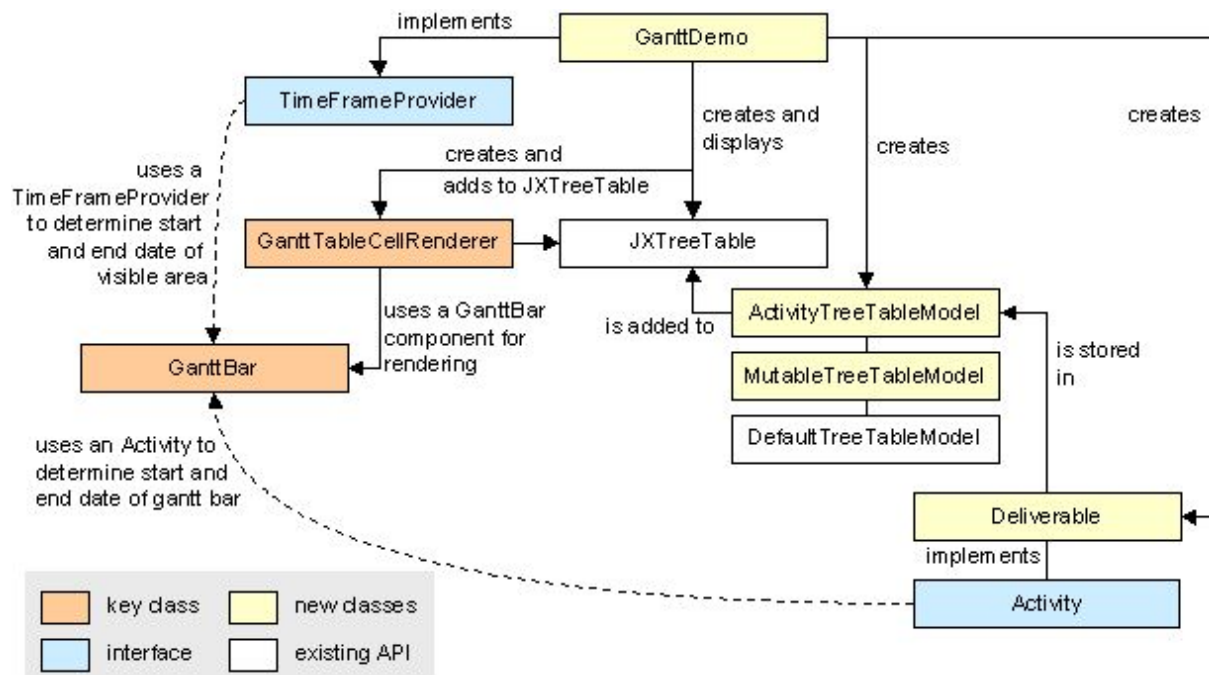 implements
GanttDemo
TimeFrameProvider
creates and
displays
creates
creates
uses a
TimeFrameProvider
to determine start
and end date of
visible area
creates and
adds to JXTreeTable
GanttTableCellRenderer
JXTreeTable
uses a GanttBar
component for
rendering
is added to
ActivityTreeTableModel
is stored
in
GanttBar
MutableTreeTableModel
DefaultTreeTableModel
uses an Activity to
determine start and
end date of gantt bar
Deliverable
implements
Activity
key class
new classes
interface
existing API